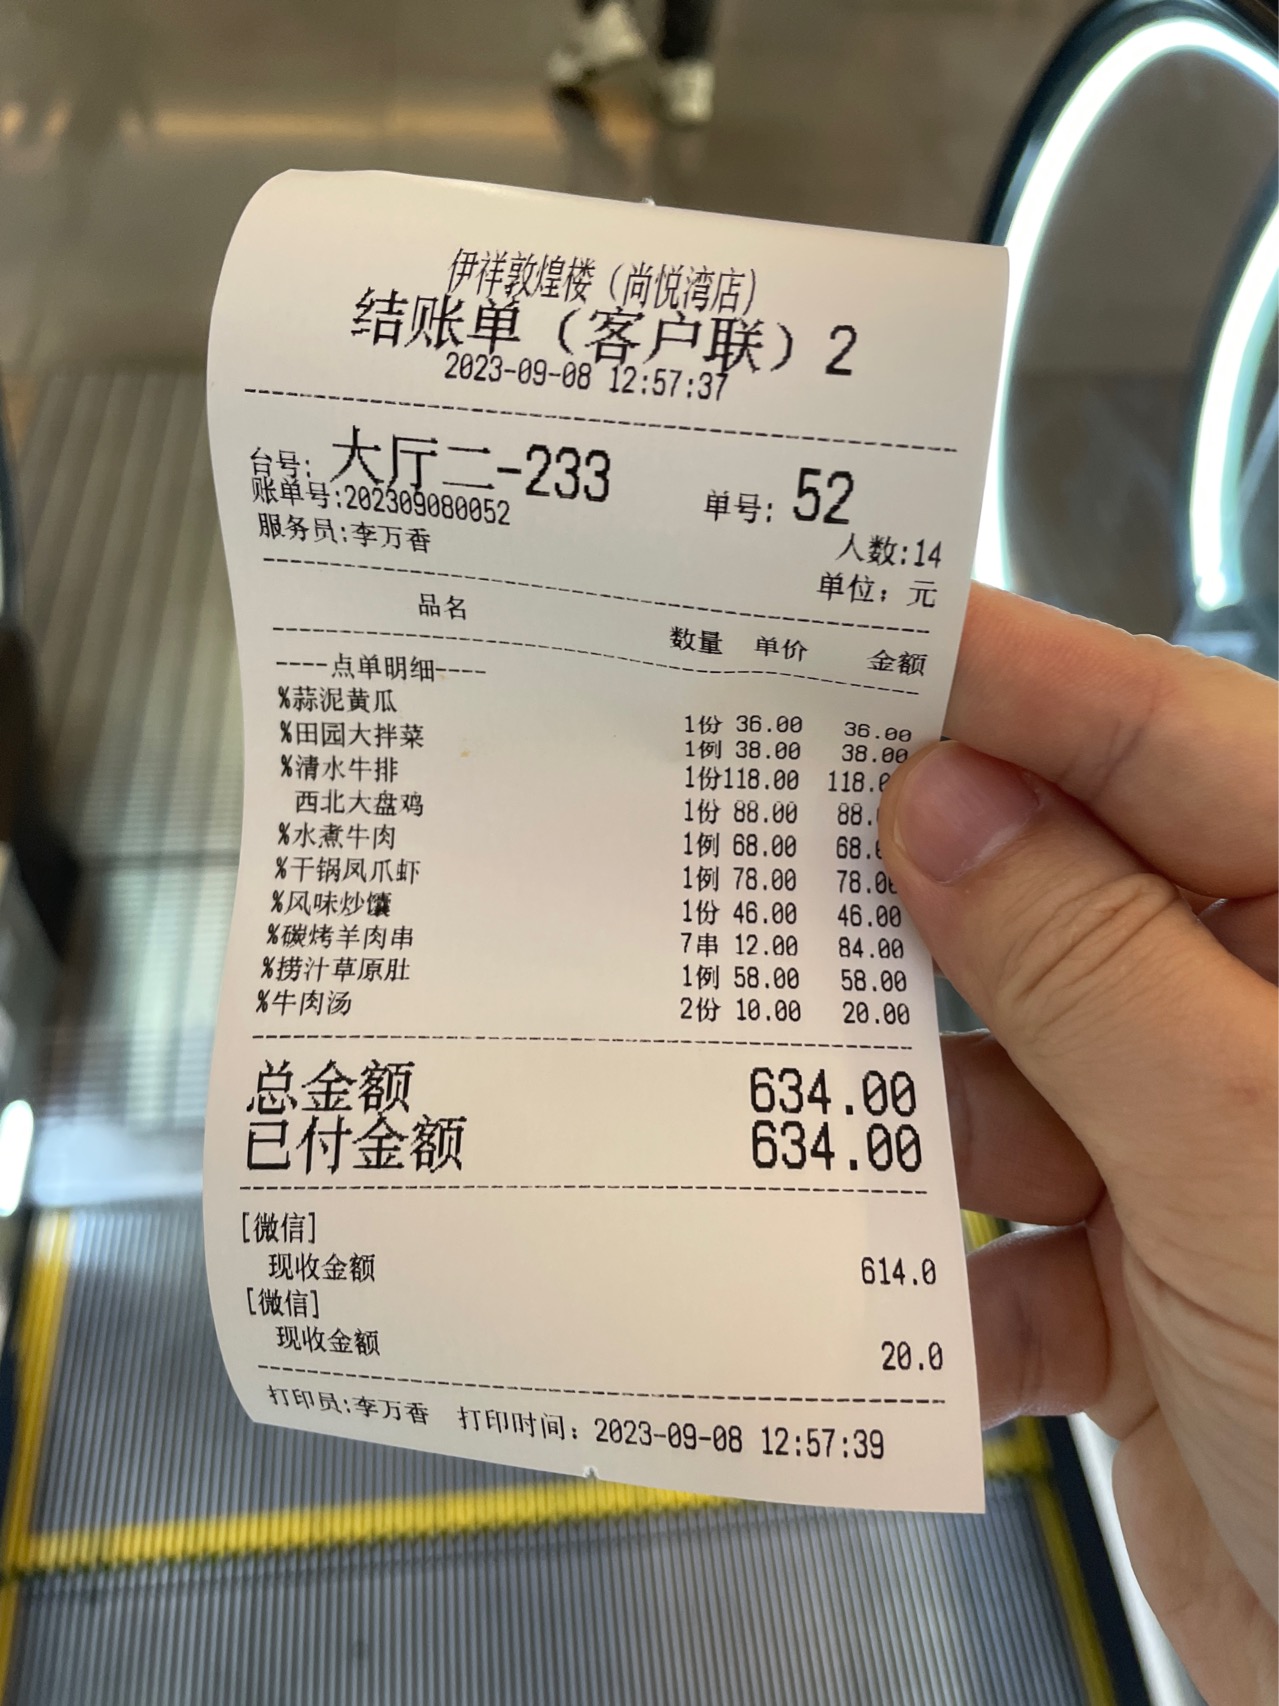 伊祥敦煌楼（尚悦湾店）
结账单（客户联）2
2023-09-08 12:57:37
台号: 大厅二-233 单号: 52
账单号:202309080052
人数:14
服务员:李万香
单位：元
品名 数量 单价 金额
----点单明细----
%蒜泥黄瓜 1份 36.00 36.00
%田园大拌菜 1例 38.00 38.00
%清水牛排 1份118.00 118.0
西北大盘鸡 1份 88.00 88.
%水煮牛肉 1例 68.00 68.0
%干锅凤爪虾 1例 78.00 78.00
%风味炒馕 1份 46.00 46.00
%碳烤羊肉串 7串 12.00 84.00
%捞汁草原肚 1例 58.00 58.00
%牛肉汤 2份 10.00 20.00
总金额 634.00
已付金额 634.00
[微信]
现收金额 614.0
[微信]
现收金额 20.0
打印员:李万香 打印时间：2023-09-08 12:57:39